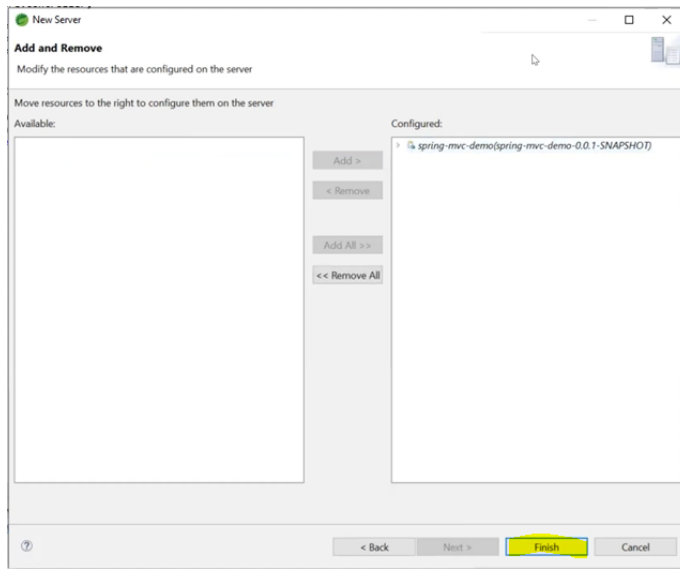 New Server
Add and Remove
Modify the resources that are configured on the server
Move resources to the right to configure them on the server
Available:
Configured:
spring-mvc-demo(spring-mvc-demo-0.0.1-SNAPSHOT)
Add >
< Remove
Add All >>
<< Remove All
< Back
Next >
Finish
Cancel